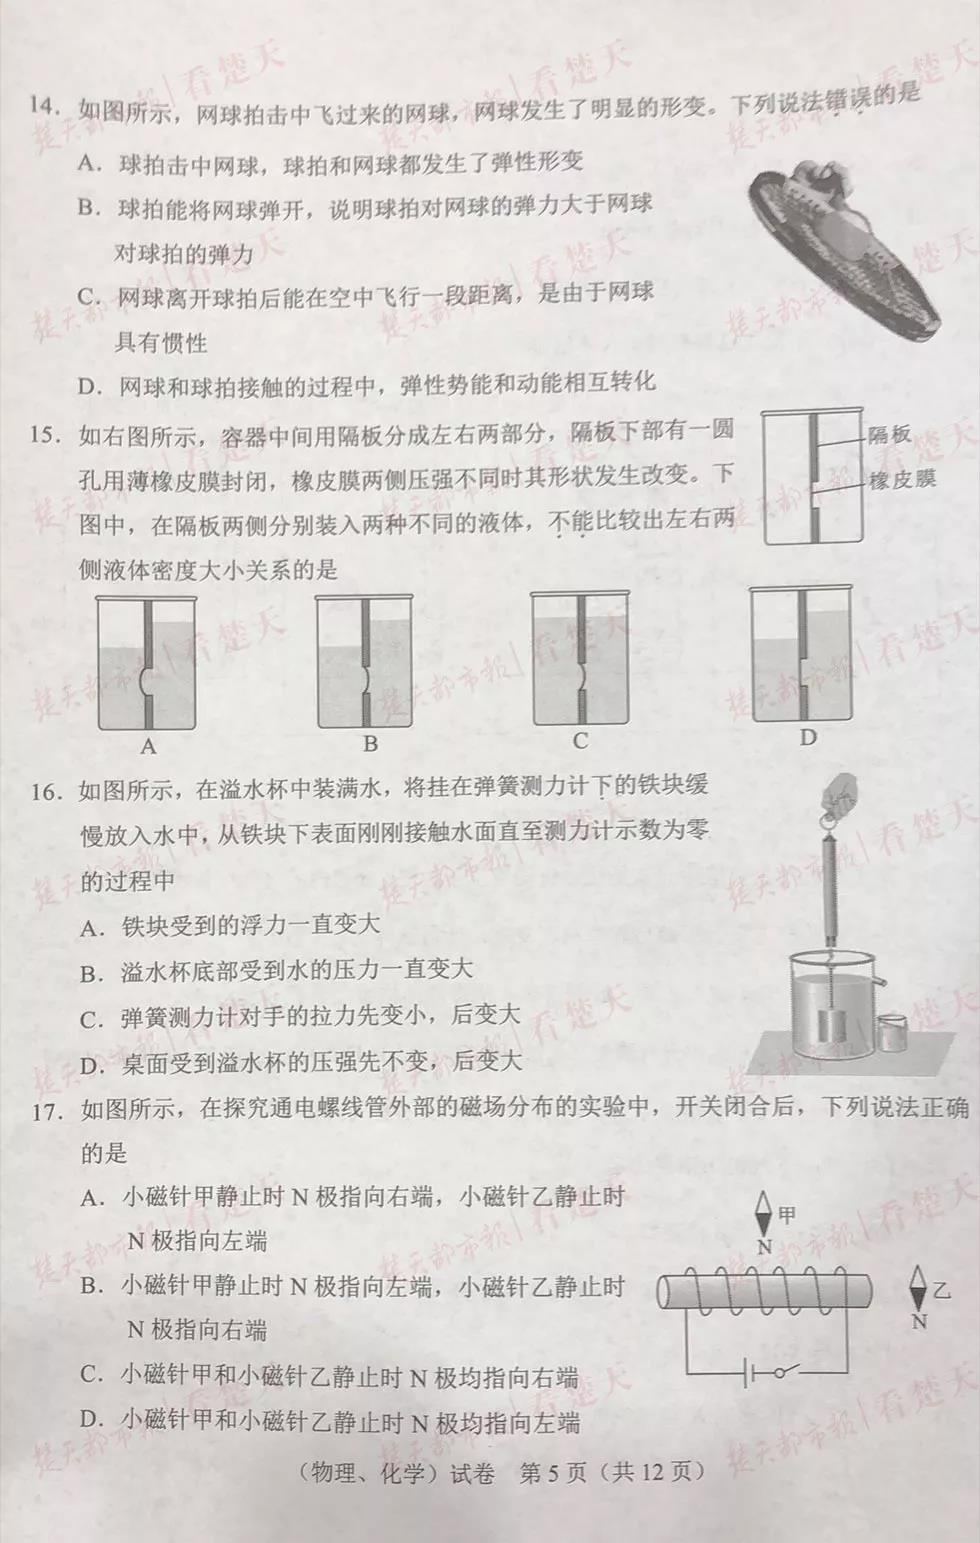 14. 如图所示，网球拍击中飞过来的网球，网球发生了明显的形变。下列说法错误的是
A. 球拍击中网球，球拍和网球都发生了弹性形变
B. 球拍能将网球弹开，说明球拍对网球的弹力大于网球
对球拍的弹力
C. 网球离开球拍后能在空中飞行一段距离，是由于网球
具有惯性
D. 网球和球拍接触的过程中，弹性势能和动能相互转化
15. 如右图所示，容器中间用隔板分成左右两部分，隔板下部有一圆
孔用薄橡皮膜封闭，橡皮膜两侧压强不同时其形状发生改变。下
图中，在隔板两侧分别装入两种不同的液体，不能比较出左右两
侧液体密度大小关系的是
隔板
橡皮膜
A
B
C
D
16. 如图所示，在溢水杯中装满水，将挂在弹簧测力计下的铁块缓
慢放入水中，从铁块下表面刚刚接触水面直至测力计示数为零
的过程中
A. 铁块受到的浮力一直变大
B. 溢水杯底部受到水的压力一直变大
C. 弹簧测力计对手的拉力先变小，后变大
D. 桌面受到溢水杯的压强先不变，后变大
17. 如图所示，在探究通电螺线管外部的磁场分布的实验中，开关闭合后，下列说法正确
的是
A. 小磁针甲静止时 N 极指向右端，小磁针乙静止时
N 极指向左端
B. 小磁针甲静止时 N 极指向左端，小磁针乙静止时
N 极指向右端
C. 小磁针甲和小磁针乙静止时 N 极均指向右端
D. 小磁针甲和小磁针乙静止时 N 极均指向左端
甲
N
乙
N
（物理、化学）试卷 第 5 页（共 12 页）
楚天都市报|看楚天